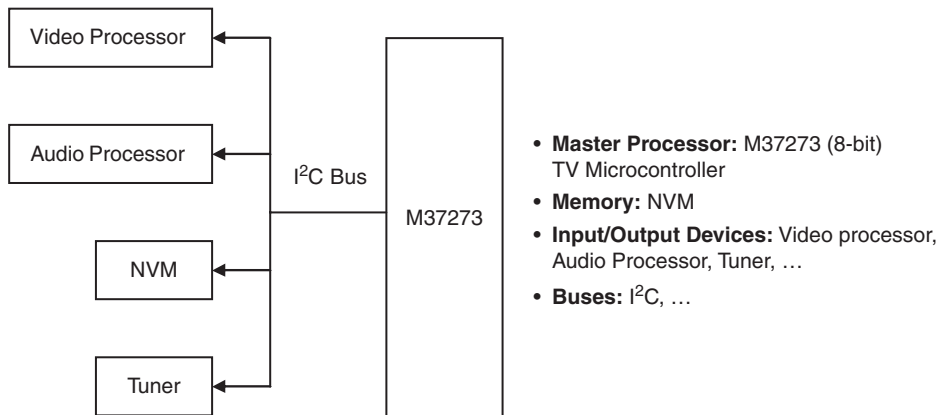 Video Processor
Audio Processor
I²C Bus
M37273
NVM
Tuner
• Master Processor: M37273 (8-bit)
TV Microcontroller
• Memory: NVM
• Input/Output Devices: Video processor,
Audio Processor, Tuner, …
• Buses: I²C, …